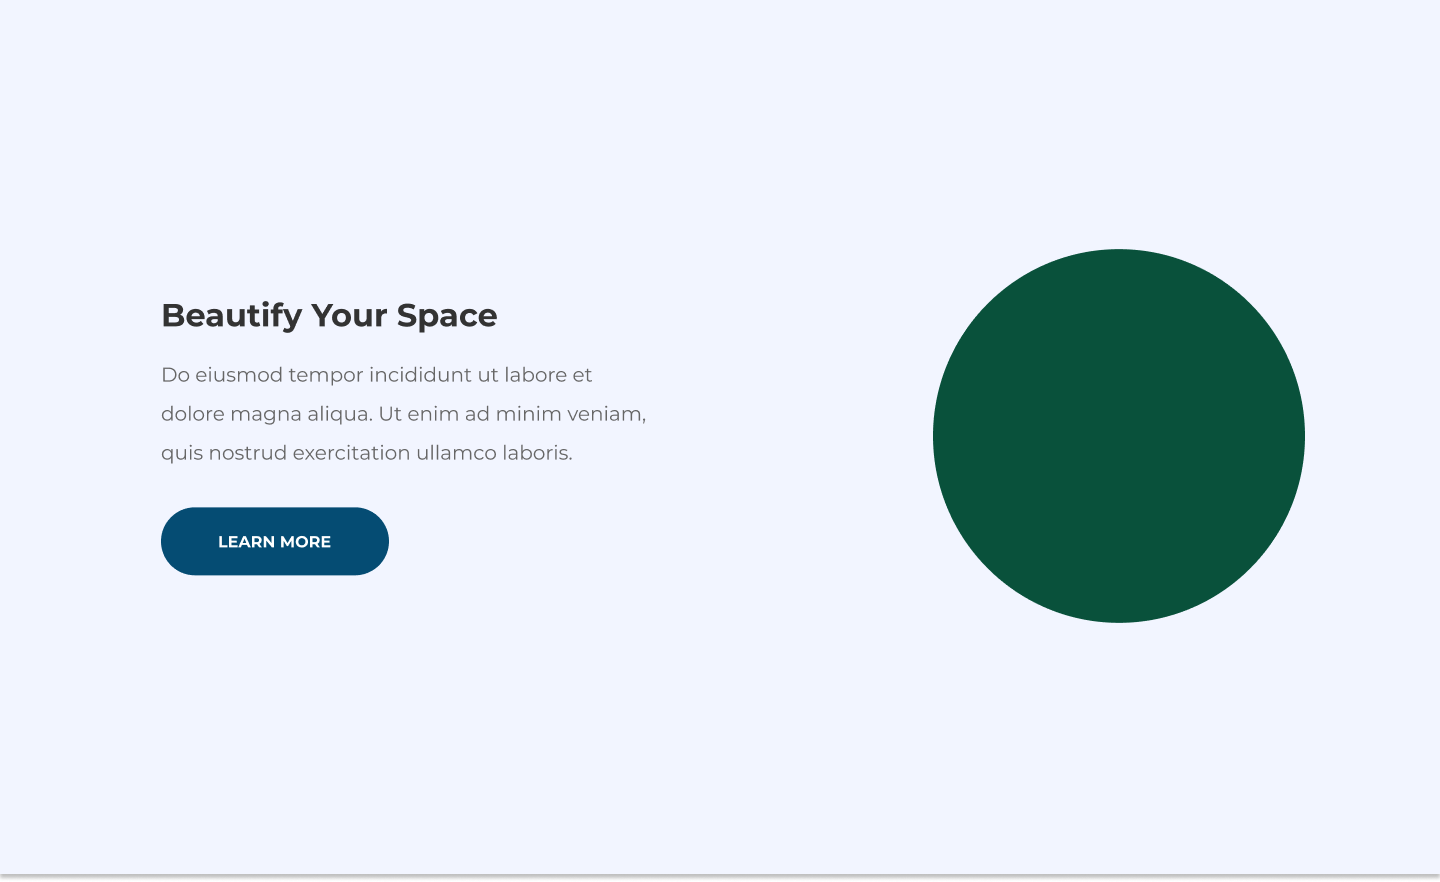 Beautify Your Space
Do eiusmod tempor incididunt ut labore et
dolore magna aliqua. Ut enim ad minim veniam,
quis nostrud exercitation ullamco laboris.
LEARN MORE